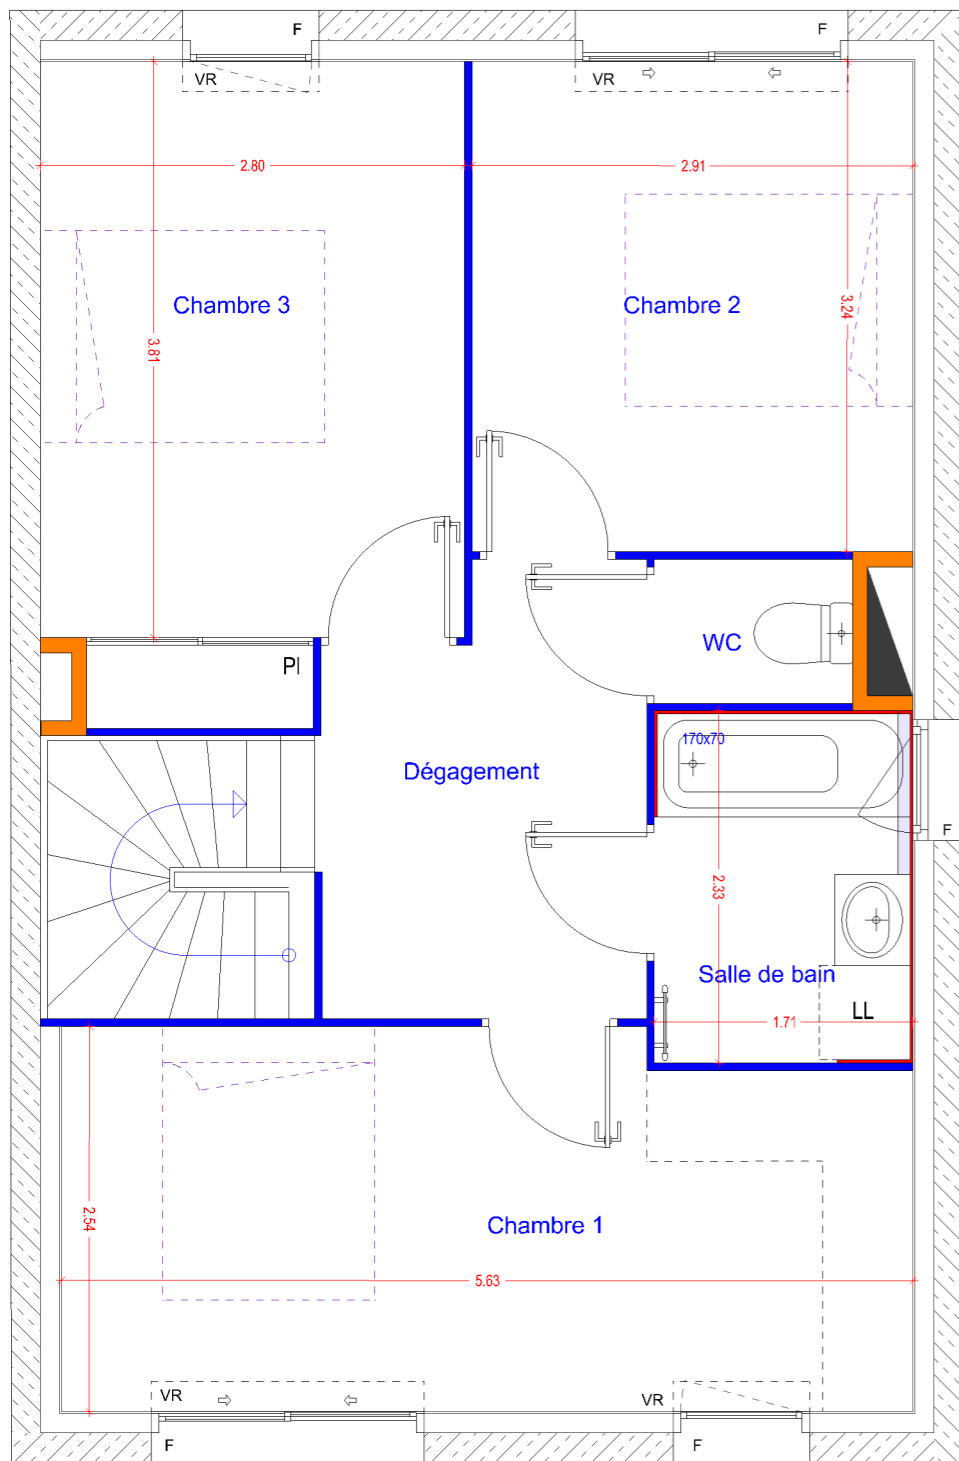 F
F
VR
VR
2.80
2.91
Chambre 3
Chambre 2
3.81
3.24
WC
Pl
170x70
Dégagement
F
2.33
Salle de bain
LL
1.71
2.54
Chambre 1
5.63
VR
VR
F
F